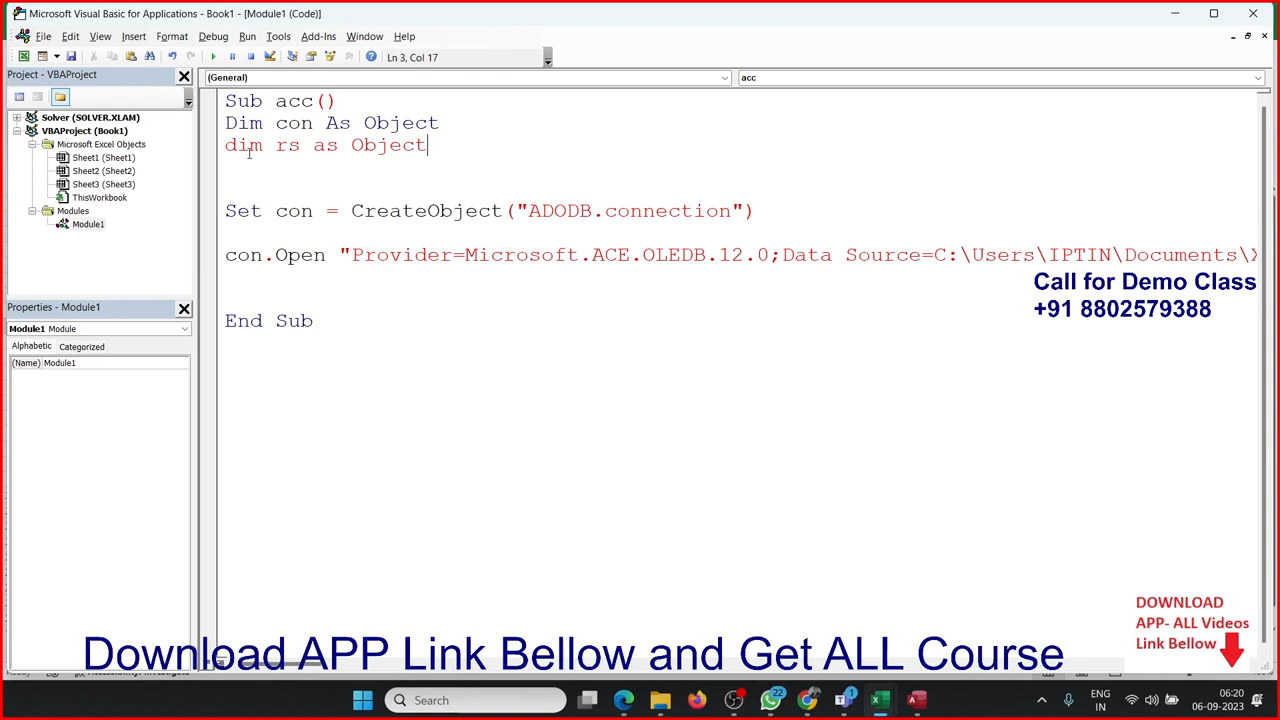 Microsoft Visual Basic for Applications - Book1 - [Module1 (Code)]
File Edit View Insert Format Debug Run Tools Add-Ins Window Help
Ln 3, Col 17
Project - VBAProject
(General)
acc
Solver (SOLVER.XLAM)
VBAProject (Book1)
Microsoft Excel Objects
Sheet1 (Sheet1)
Sheet2 (Sheet2)
Sheet3 (Sheet3)
ThisWorkbook
Modules
Module1
Properties - Module1
Module1 Module
Alphabetic Categorized
(Name) Module1
Sub acc()
Dim con As Object
dim rs as Object
Set con = CreateObject("ADODB.connection")
con.Open "Provider=Microsoft.ACE.OLEDB.12.0;Data Source=C:\Users\IPTIN\Documents\
End Sub
Call for Demo Class
+91 8802579388
DOWNLOAD
APP- ALL Videos
Link Bellow
Download APP Link Bellow and Get ALL Course
Search
22
1
ENG
IN
06:20
06-09-2023